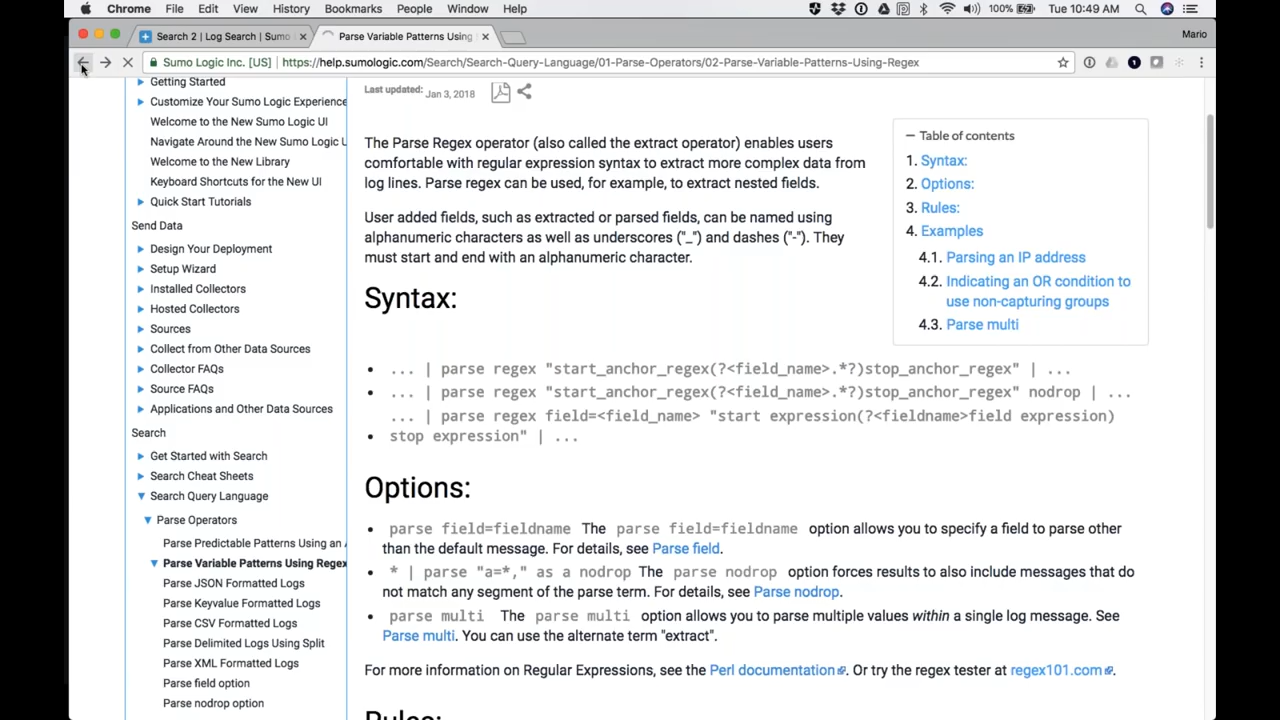 Chrome File Edit View History Bookmarks People Window Help 100% Tue 10:49 AM
Search 2 | Log Search | Sumo Parse Variable Patterns Using Mario
Sumo Logic Inc. [US] https://help.sumologic.com/Search/Search-Query-Language/01-Parse-Operators/02-Parse-Variable-Patterns-Using-Regex
Getting Started
Customize Your Sumo Logic Experience
Welcome to the New Sumo Logic UI
Navigate Around the New Sumo Logic U
Welcome to the New Library
Keyboard Shortcuts for the New UI
Quick Start Tutorials
Send Data
Design Your Deployment
Setup Wizard
Installed Collectors
Hosted Collectors
Sources
Collect from Other Data Sources
Collector FAQs
Source FAQs
Applications and Other Data Sources
Search
Get Started with Search
Search Cheat Sheets
Search Query Language
Parse Operators
Parse Predictable Patterns Using an A
Parse Variable Patterns Using Regex
Parse JSON Formatted Logs
Parse Keyvalue Formatted Logs
Parse CSV Formatted Logs
Parse Delimited Logs Using Split
Parse XML Formatted Logs
Parse field option
Parse nodrop option
Last updated: Jan 3, 2018
The Parse Regex operator (also called the extract operator) enables users
comfortable with regular expression syntax to extract more complex data from
log lines. Parse regex can be used, for example, to extract nested fields.
User added fields, such as extracted or parsed fields, can be named using
alphanumeric characters as well as underscores ("_") and dashes ("-"). They
must start and end with an alphanumeric character.
Table of contents
1. Syntax:
2. Options:
3. Rules:
4. Examples
4.1. Parsing an IP address
4.2. Indicating an OR condition to
use non-capturing groups
4.3. Parse multi
Syntax:
• ... | parse regex "start_anchor_regex(?<field_name>.*?)stop_anchor_regex" | ...
• ... | parse regex "start_anchor_regex(?<field_name>.*?)stop_anchor_regex" nodrop | ...
... | parse regex field=<field_name> "start expression(?<fieldname>field expression)
• stop expression" | ...
Options:
• parse field=fieldname The parse field=fieldname option allows you to specify a field to parse other
than the default message. For details, see Parse field.
• * | parse "a=*," as a nodrop The parse nodrop option forces results to also include messages that do
not match any segment of the parse term. For details, see Parse nodrop.
• parse multi The parse multi option allows you to parse multiple values within a single log message. See
Parse multi. You can use the alternate term "extract".
For more information on Regular Expressions, see the Perl documentation. Or try the regex tester at regex101.com.
Rules: